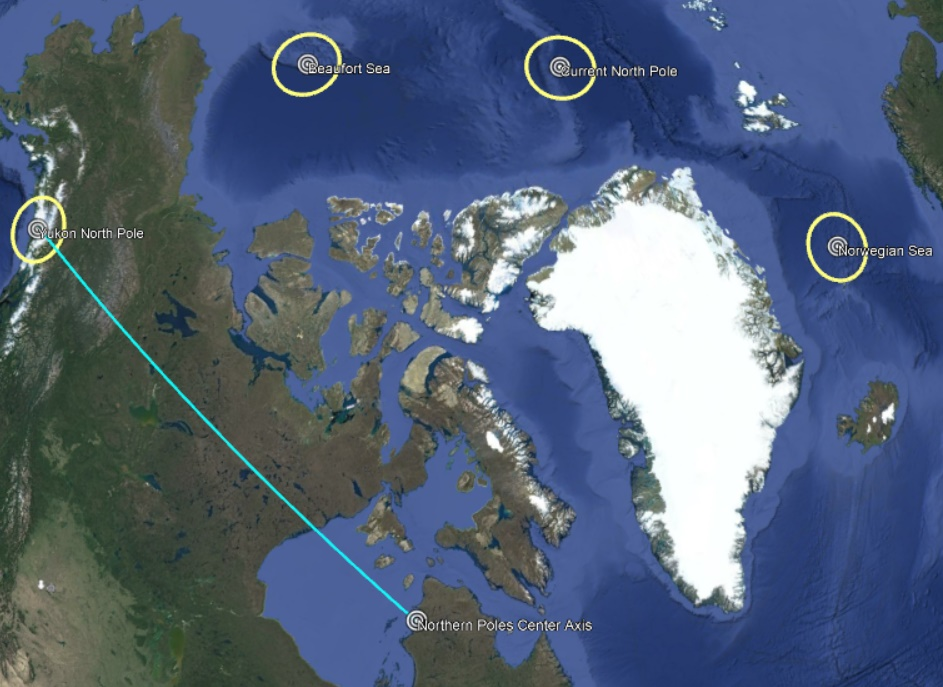 Beaufort Sea
Current North Pole
Yukon North Pole
Norwegian Sea
Northern Poles Center Axis